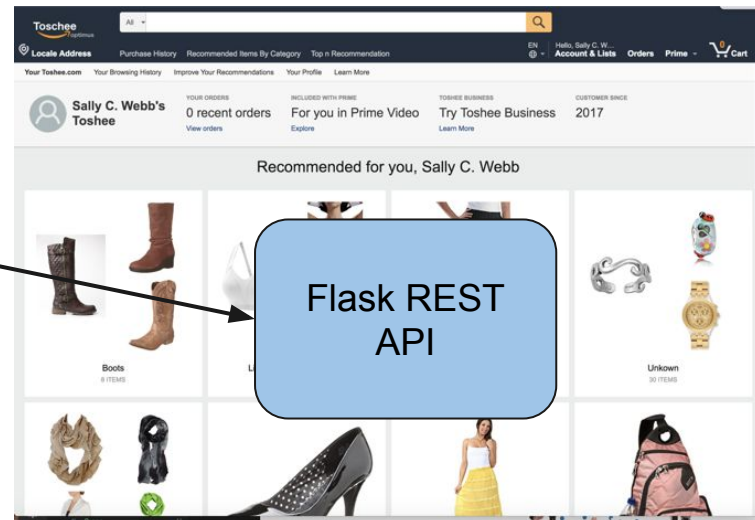 Toschee
optimus
All
Locale Address
Purchase History Recommended Items By Category Top n Recommendation
EN
Hello, Sally C. W...
Account & Lists Orders Prime
0
Cart
Your Toshee.com Your Browsing History Improve Your Recommendations Your Profile Learn More
Sally C. Webb's
Toshee
YOUR ORDERS
0 recent orders
View orders
INCLUDED WITH PRIME
For you in Prime Video
Explore
TOSHEE BUSINESS
Try Toshee Business
Learn More
CUSTOMER SINCE
2017
Recommended for you, Sally C. Webb
Flask REST
API
Boots
6 ITEMS
Unkown
30 ITEMS